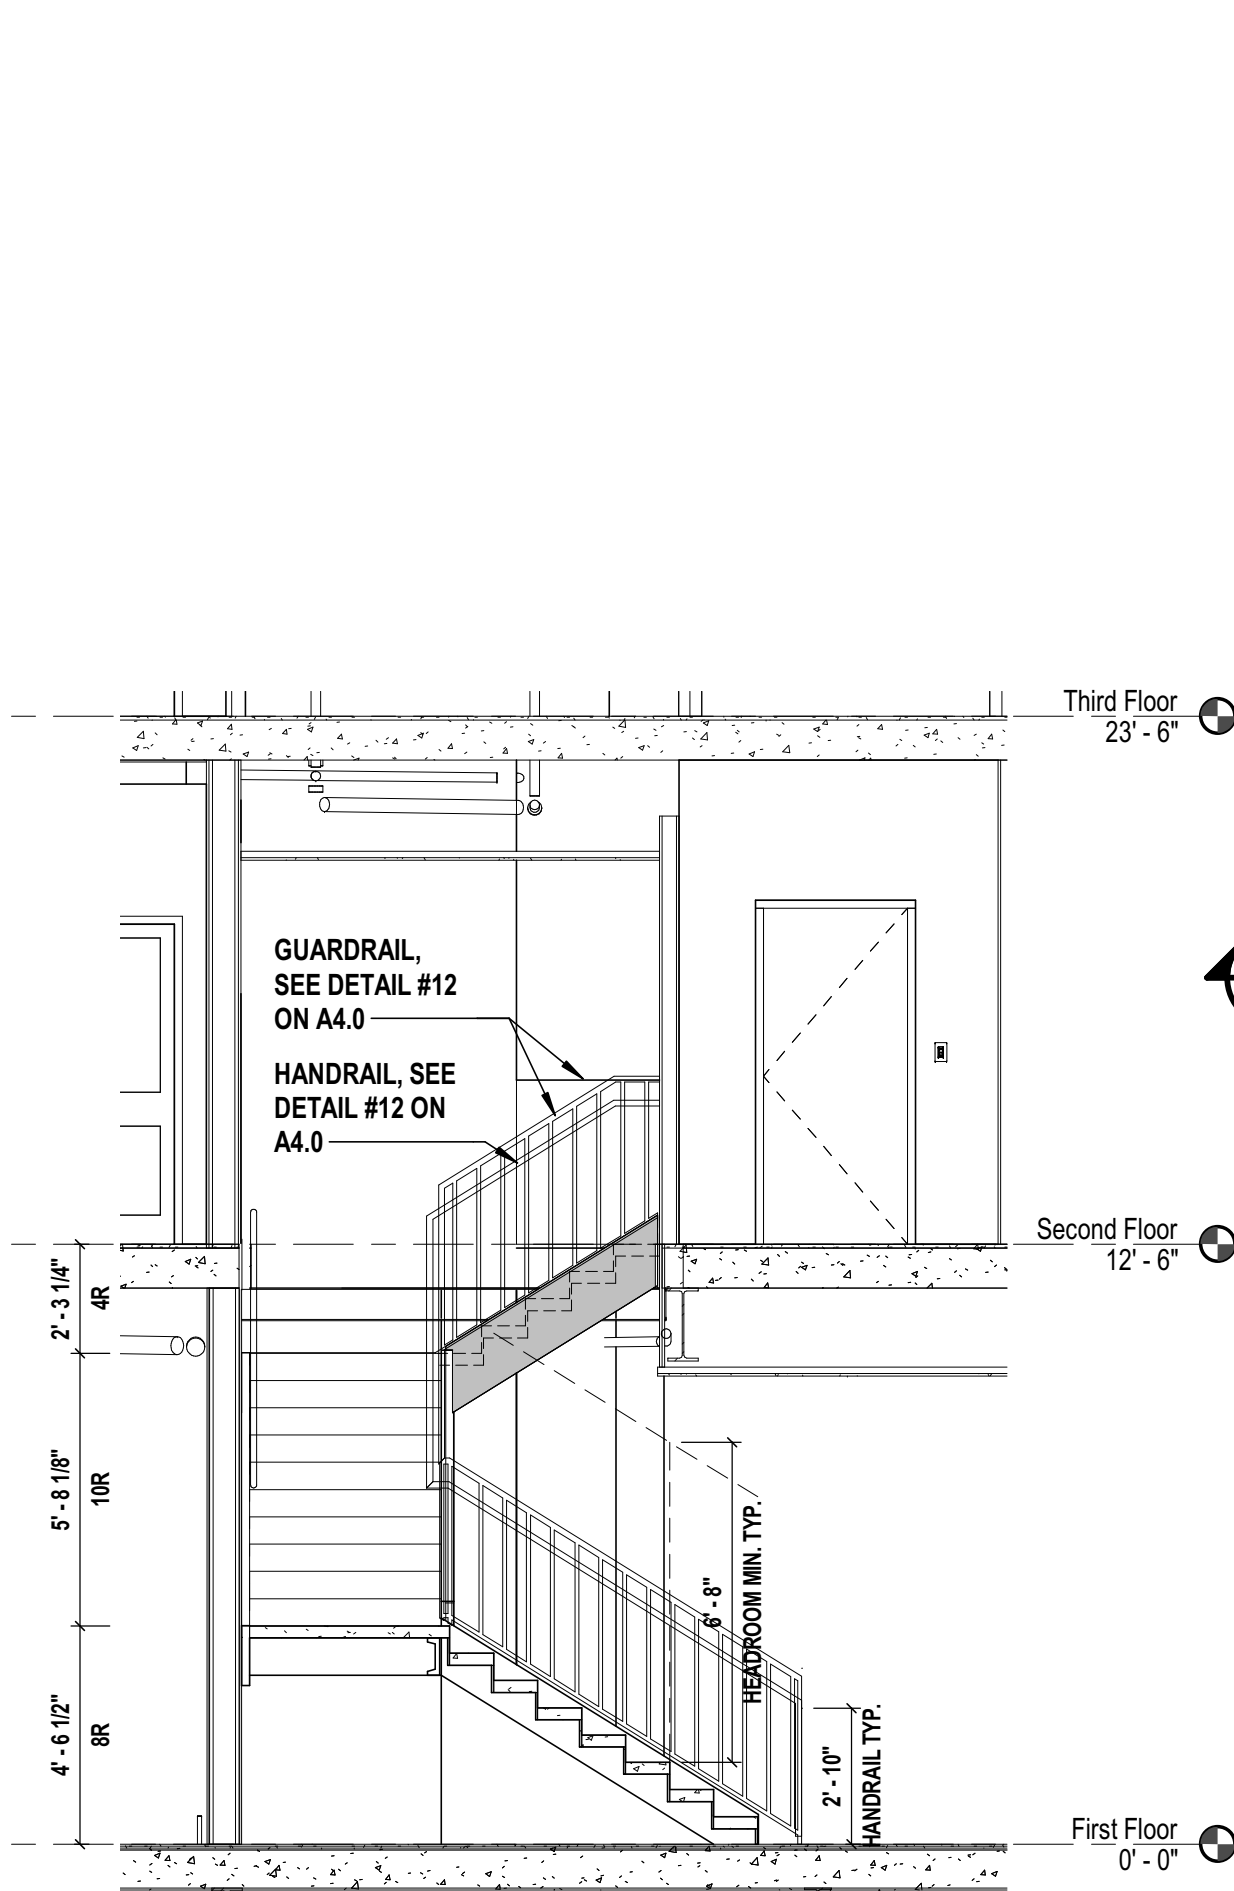 Third Floor
23' - 6"
GUARDRAIL,
SEE DETAIL #12
ON A4.0
HANDRAIL, SEE
DETAIL #12 ON
A4.0
Second Floor
12' - 6"
2' - 3 1/4"
4R
5' - 8 1/8"
10R
6' - 8"
HEADROOM MIN. TYP.
4' - 6 1/2"
8R
2' - 10"
HANDRAIL TYP.
First Floor
0' - 0"